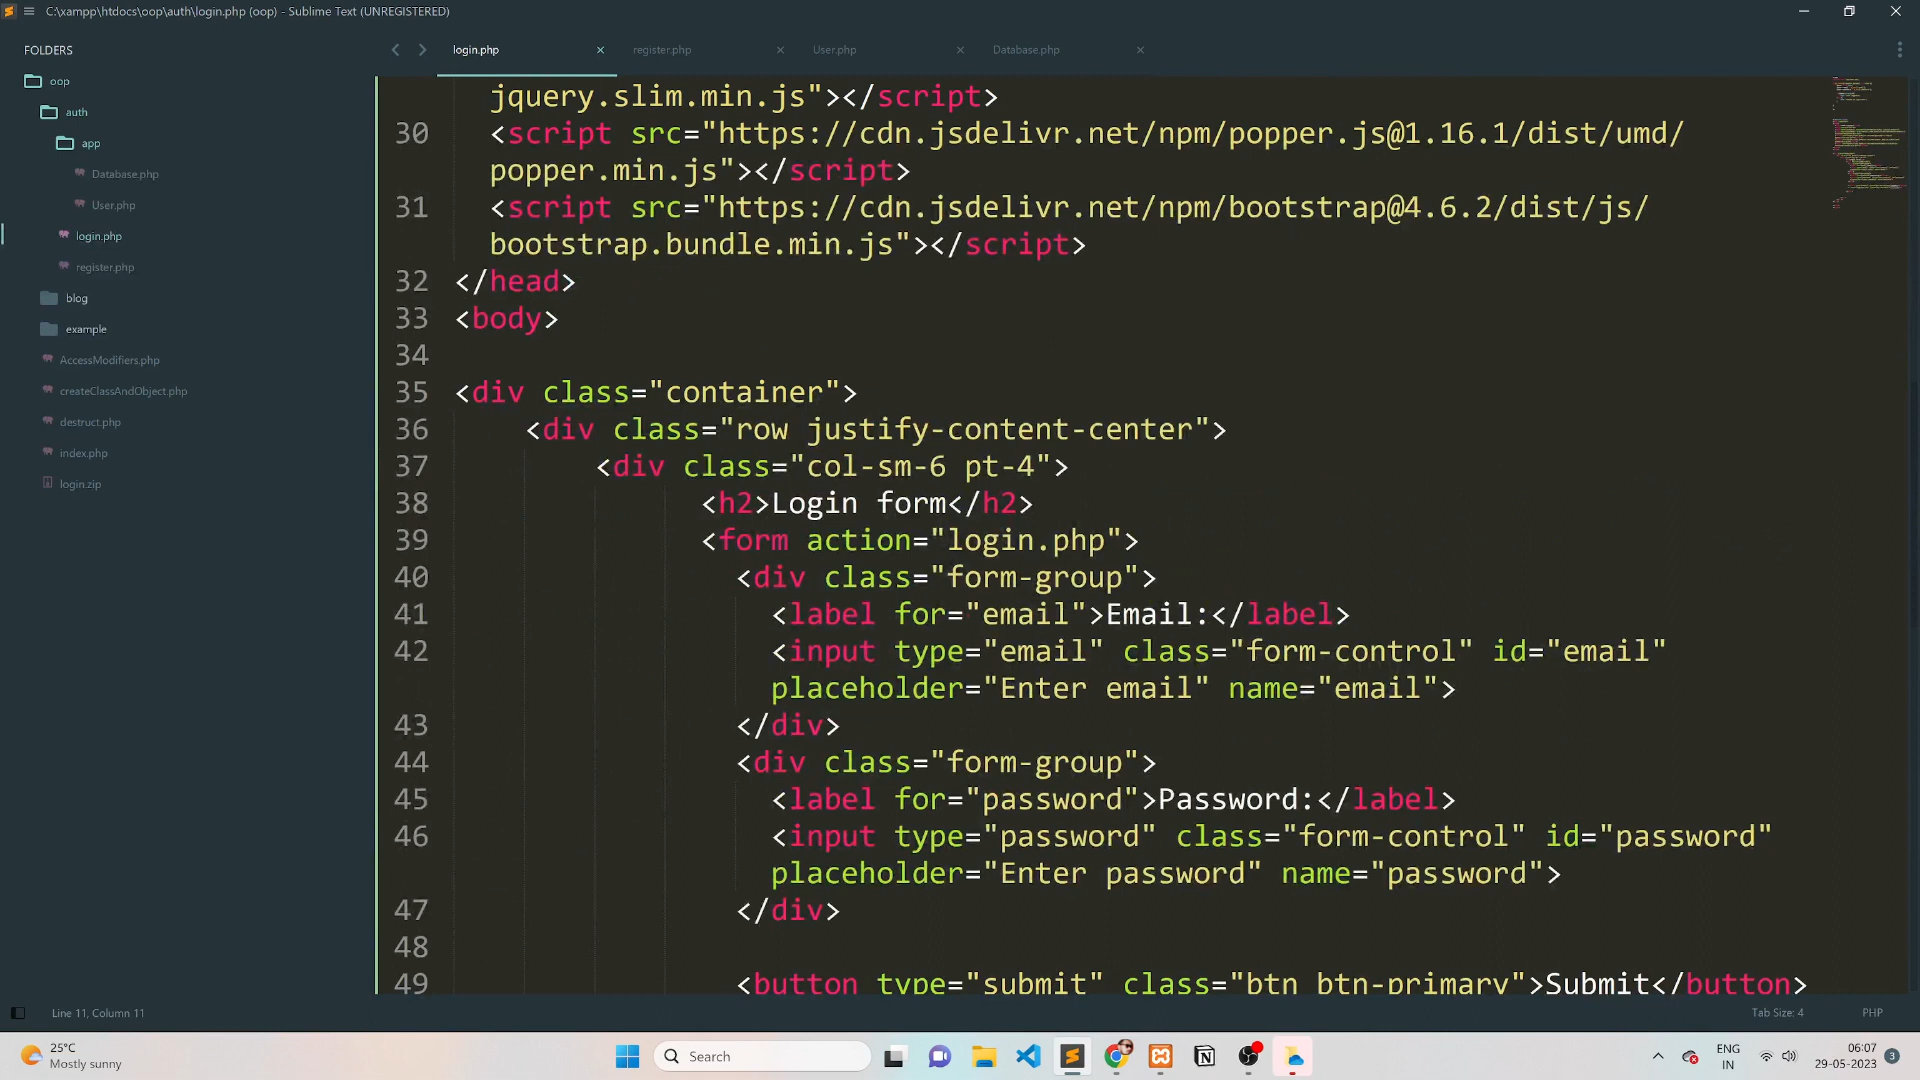 C:\xampp\htdocs\oop\auth\login.php (oop) - Sublime Text (UNREGISTERED)
FOLDERS
oop
auth
app
Database.php
User.php
login.php
register.php
blog
example
AccessModifiers.php
createClassAndObject.php
destruct.php
index.php
login.zip
login.php
register.php
User.php
Database.php
jquery.slim.min.js"></script>
30 <script src="https://cdn.jsdelivr.net/npm/popper.js@1.16.1/dist/umd/
popper.min.js"></script>
31 <script src="https://cdn.jsdelivr.net/npm/bootstrap@4.6.2/dist/js/
bootstrap.bundle.min.js"></script>
32 </head>
33 <body>
34
35 <div class="container">
36 <div class="row justify-content-center">
37 <div class="col-sm-6 pt-4">
38 <h2>Login form</h2>
39 <form action="login.php">
40 <div class="form-group">
41 <label for="email">Email:</label>
42 <input type="email" class="form-control" id="email"
placeholder="Enter email" name="email">
43 </div>
44 <div class="form-group">
45 <label for="password">Password:</label>
46 <input type="password" class="form-control" id="password"
placeholder="Enter password" name="password">
47 </div>
48
49 <button type="submit" class="btn btn-primary">Submit</button>
Line 11, Column 11
Tab Size: 4
PHP
25°C
Mostly sunny
Search
ENG
IN
06:07
29-05-2023
3